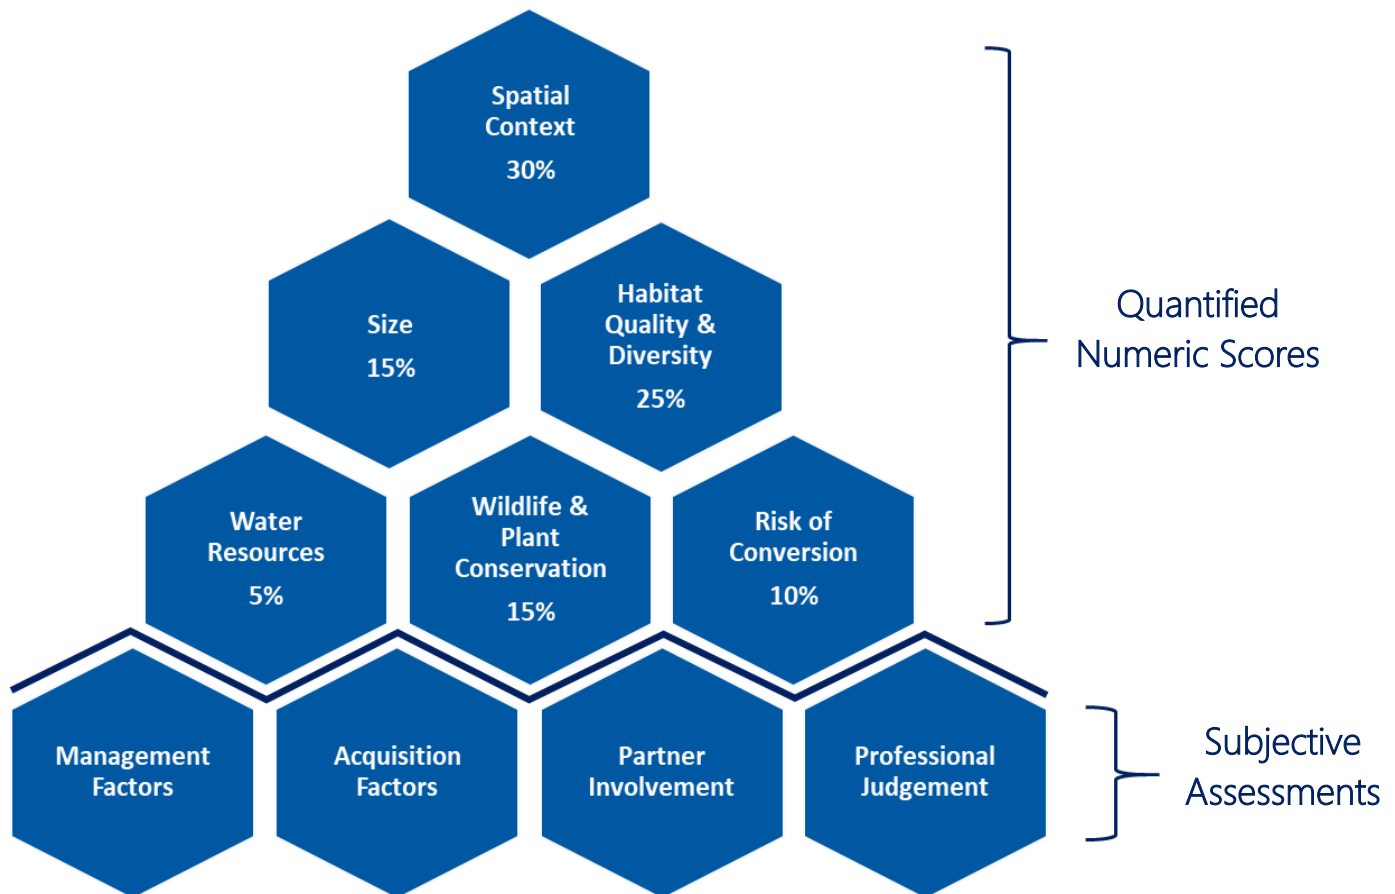 Spatial
Context
30%
Size
15%
Habitat
Quality &
Diversity
25%
Water
Resources
5%
Wildlife &
Plant
Conservation
15%
Risk of
Conversion
10%
Quantified
Numeric Scores
Management
Factors
Acquisition
Factors
Partner
Involvement
Professional
Judgement
Subjective
Assessments